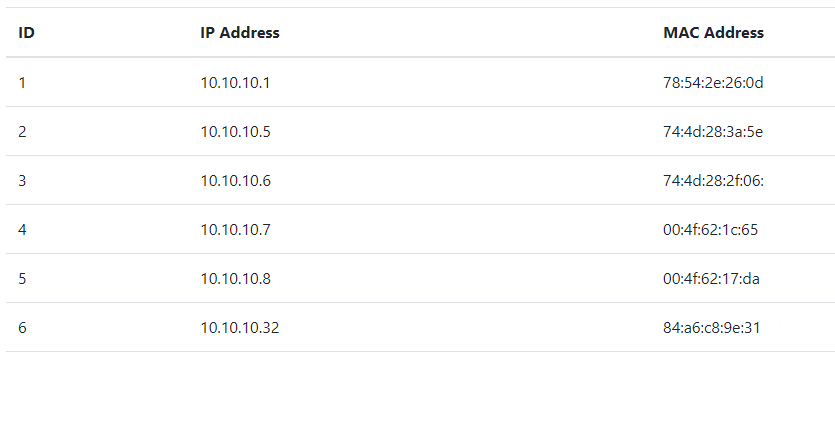 ID IP Address MAC Address
1 10.10.10.1 78:54:2e:26:0d
2 10.10.10.5 74:4d:28:3a:5e
3 10.10.10.6 74:4d:28:2f:06:
4 10.10.10.7 00:4f:62:1c:65
5 10.10.10.8 00:4f:62:17:da
6 10.10.10.32 84:a6:c8:9e:31